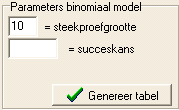 Parameters binomiaal model
10 = steekproefgrootte
= succeskans
Genereer tabel